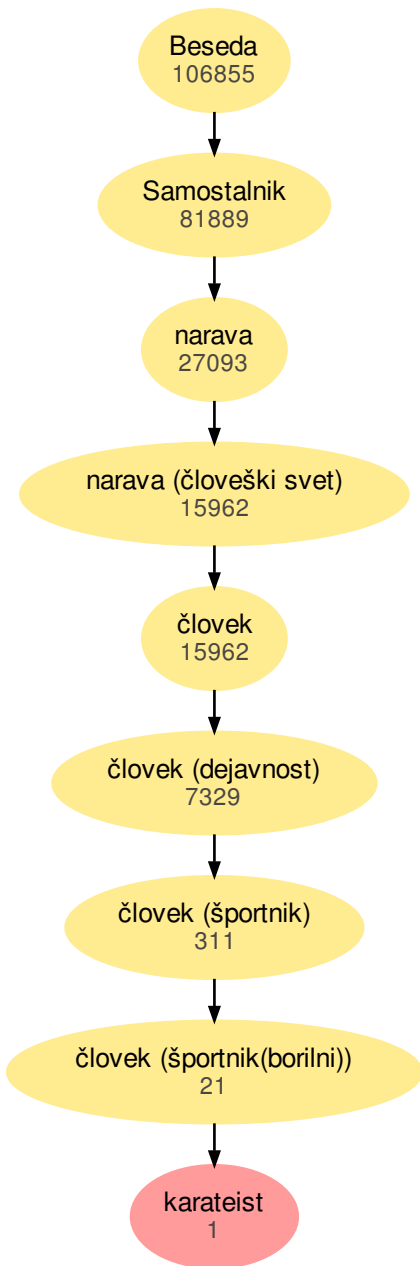 Beseda
106855
Samostalnik
81889
narava
27093
narava (človeški svet)
15962
človek
15962
človek (dejavnost)
7329
človek (športnik)
311
človek (športnik(borilni))
21
karateist
1